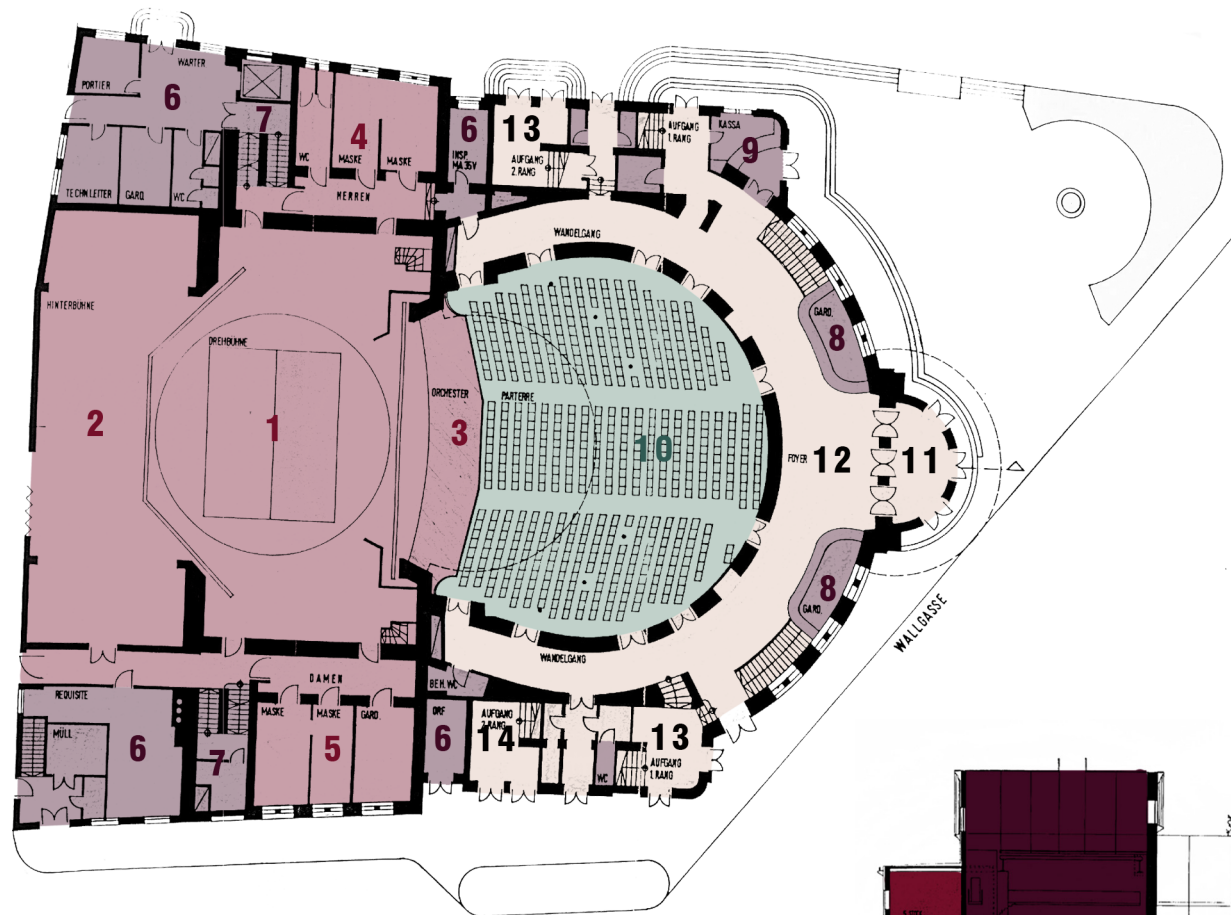 WARTER
PORTIER
6
7
4
6
13
AUFGANG
1.RANG
KASSA
9
WC
MASKE
MASKE
INSP.
MA 35V
AUFGANG
2.RANG
TECHN.LEITER
GARD.
WC
HERREN
WANDELGANG
HINTERBÜHNE
GARD.
8
DREHBÜHNE
ORCHESTER
PARTERRE
2
1
3
10
FOYER
12
11
8
GARD.
WALLGASSE
WANDELGANG
DAMEN
BEH.WC
REQUISITE
MASKE
MASKE
GARD.
ORF
AUFGANG
2.RANG
MÜLL
6
7
5
6
14
13
WC
AUFGANG
1.RANG